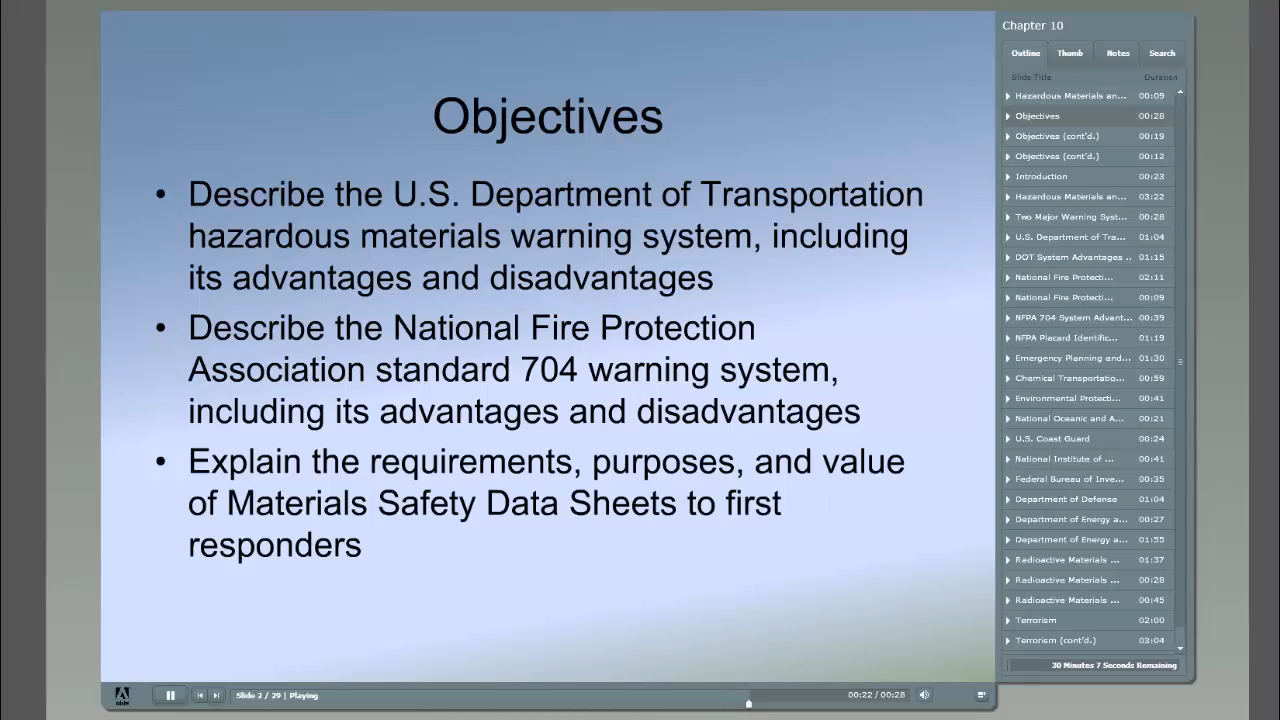 Objectives
• Describe the U.S. Department of Transportation
hazardous materials warning system, including
its advantages and disadvantages
• Describe the National Fire Protection
Association standard 704 warning system,
including its advantages and disadvantages
• Explain the requirements, purposes, and value
of Materials Safety Data Sheets to first
responders
Adobe
Slide 2 / 29 | Playing
00:22 / 00:28
Chapter 10
Outline Thumb Notes Search
Slide Title Duration
Hazardous Materials an... 00:09
Objectives 00:28
Objectives (cont'd.) 00:19
Objectives (cont'd.) 00:12
Introduction 00:23
Hazardous Materials an... 03:22
Two Major Warning Syst... 00:28
U.S. Department of Tra... 01:04
DOT System Advantages .. 01:15
National Fire Protecti... 02:11
National Fire Protecti... 00:09
NFPA 704 System Advant... 00:39
NFPA Placard Identific... 01:19
Emergency Planning and... 01:30
Chemical Transportatio... 00:59
Environmental Protecti... 00:41
National Oceanic and A... 00:21
U.S. Coast Guard 00:24
National Institute of ... 00:41
Federal Bureau of Inve... 00:35
Department of Defense 01:04
Department of Energy a... 00:27
Department of Energy a... 01:55
Radioactive Materials ... 01:37
Radioactive Materials ... 00:28
Radioactive Materials ... 00:45
Terrorism 02:00
Terrorism (cont'd.) 03:04
30 Minutes 7 Seconds Remaining